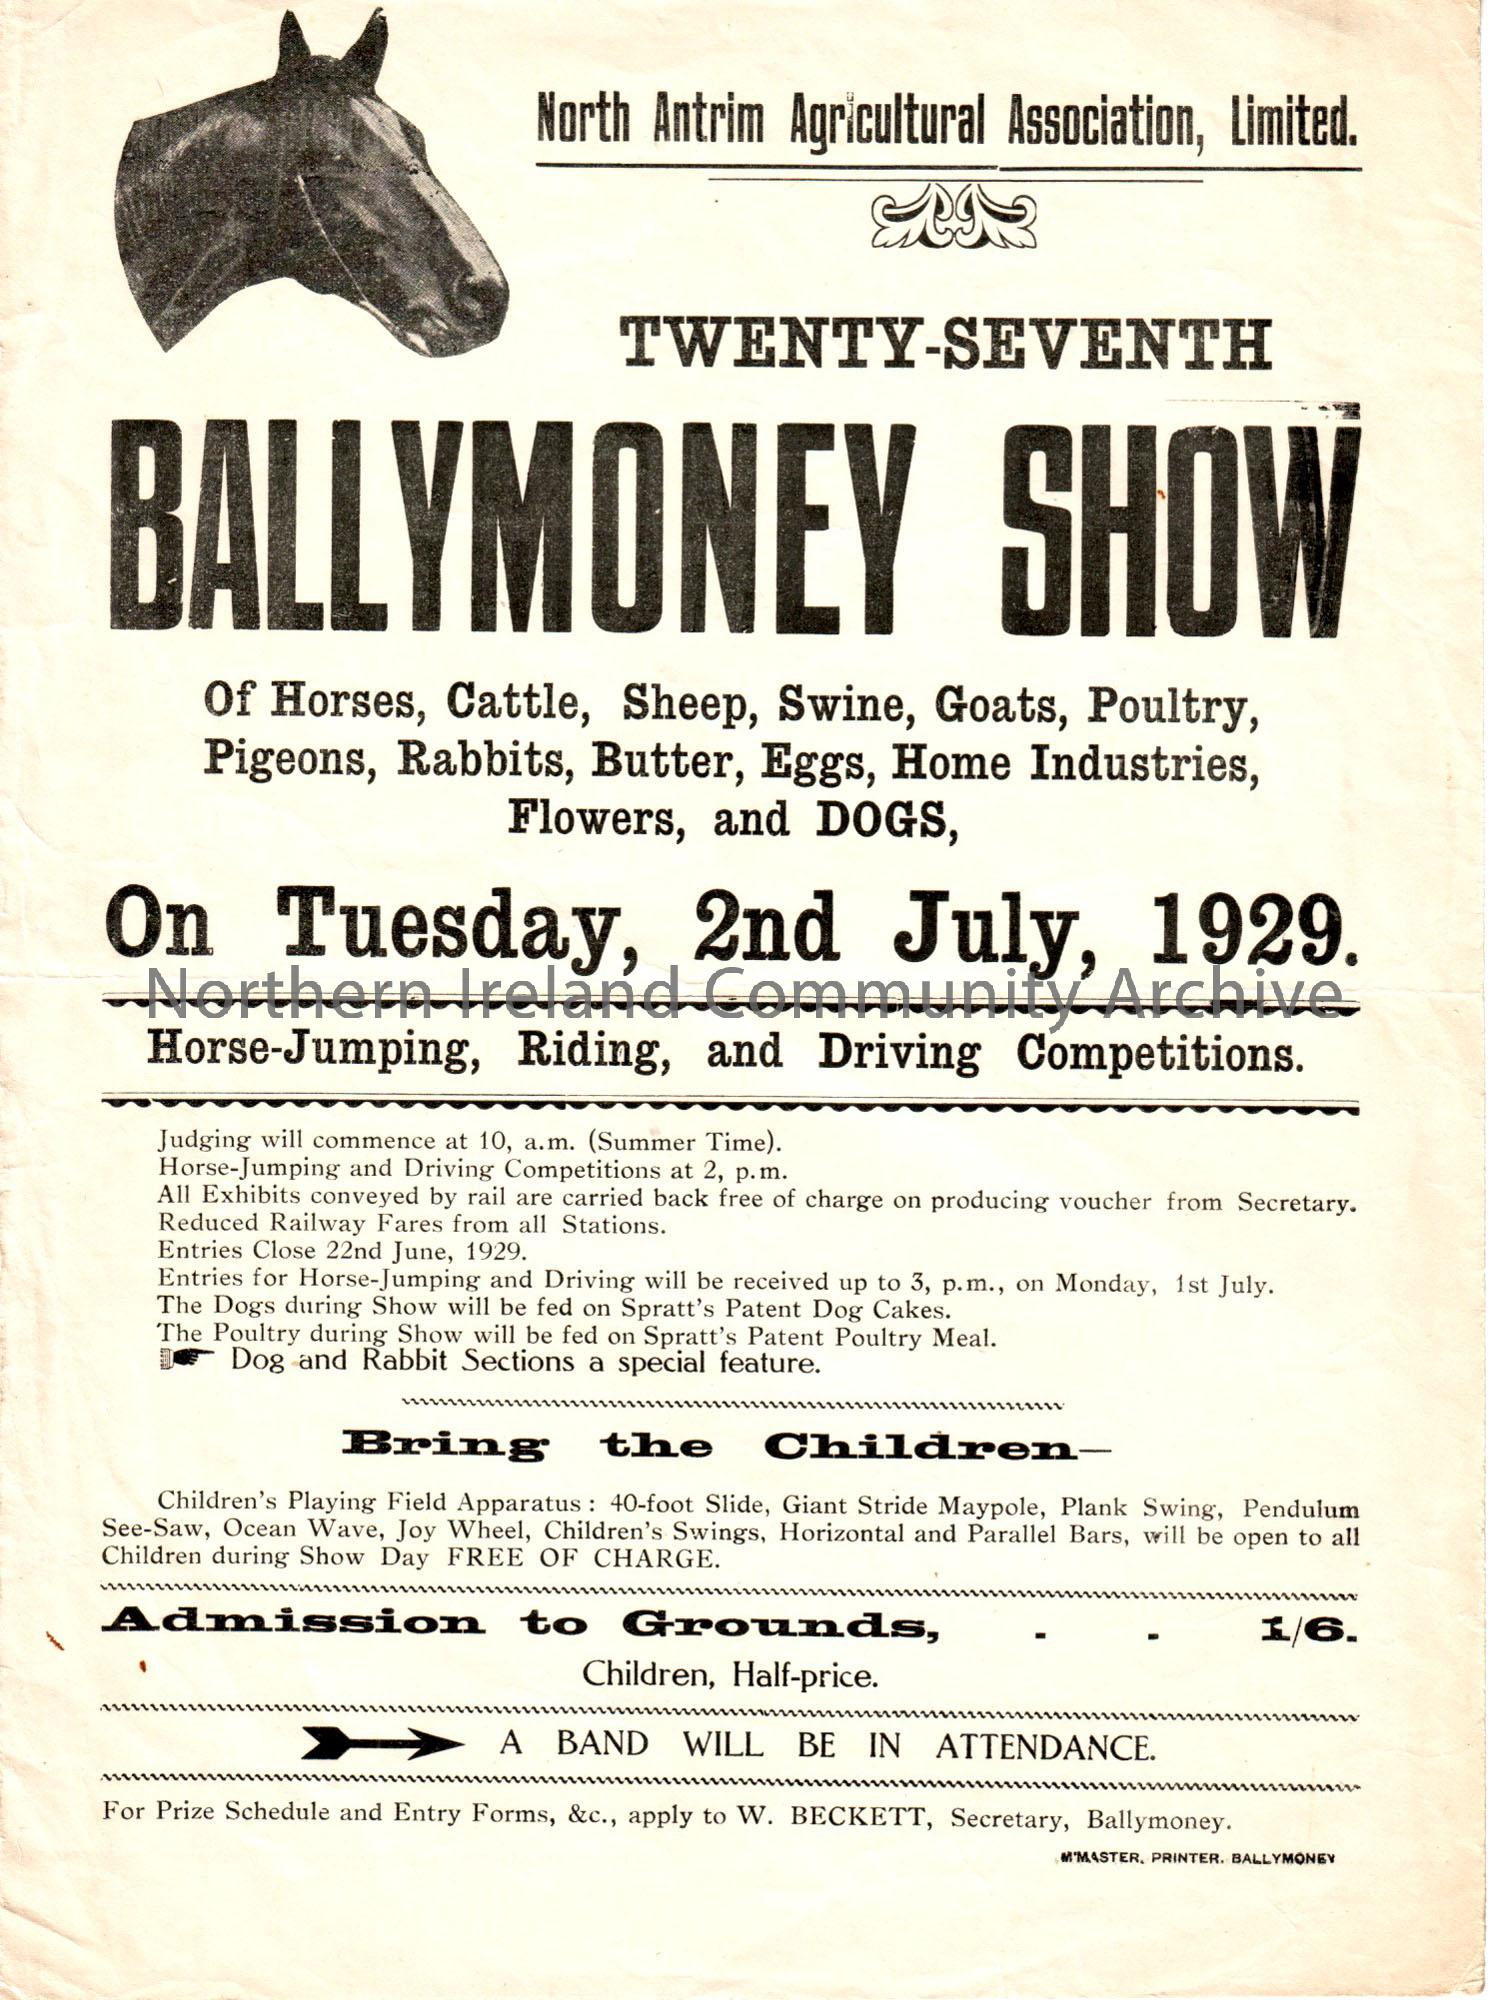 North Antrim Agricultural Association, Limited.
TWENTY-SEVENTH
BALLYMONEY SHOW
Of Horses, Cattle, Sheep, Swine, Goats, Poultry,
Pigeons, Rabbits, Butter, Eggs, Home Industries,
Flowers, and DOGS,
On Tuesday, 2nd July, 1929.
Northern Ireland Community Archive
Horse-Jumping, Riding, and Driving Competitions.
Judging will commence at 10, a.m. (Summer Time).
Horse-Jumping and Driving Competitions at 2, p.m.
All Exhibits conveyed by rail are carried back free of charge on producing voucher from Secretary.
Reduced Railway Fares from all Stations.
Entries Close 22nd June, 1929.
Entries for Horse-Jumping and Driving will be received up to 3, p.m., on Monday, 1st July.
The Dogs during Show will be fed on Spratt's Patent Dog Cakes.
The Poultry during Show will be fed on Spratt's Patent Poultry Meal.
Dog and Rabbit Sections a special feature.
Bring the Children—
Children's Playing Field Apparatus : 40-foot Slide, Giant Stride Maypole, Plank Swing, Pendulum
See-Saw, Ocean Wave, Joy Wheel, Children's Swings, Horizontal and Parallel Bars, will be open to all
Children during Show Day FREE OF CHARGE.
Admission to Grounds, - - 1/6.
Children, Half-price.
A BAND WILL BE IN ATTENDANCE.
For Prize Schedule and Entry Forms, &c., apply to W. BECKETT, Secretary, Ballymoney.
M'MASTER, PRINTER. BALLYMONEY